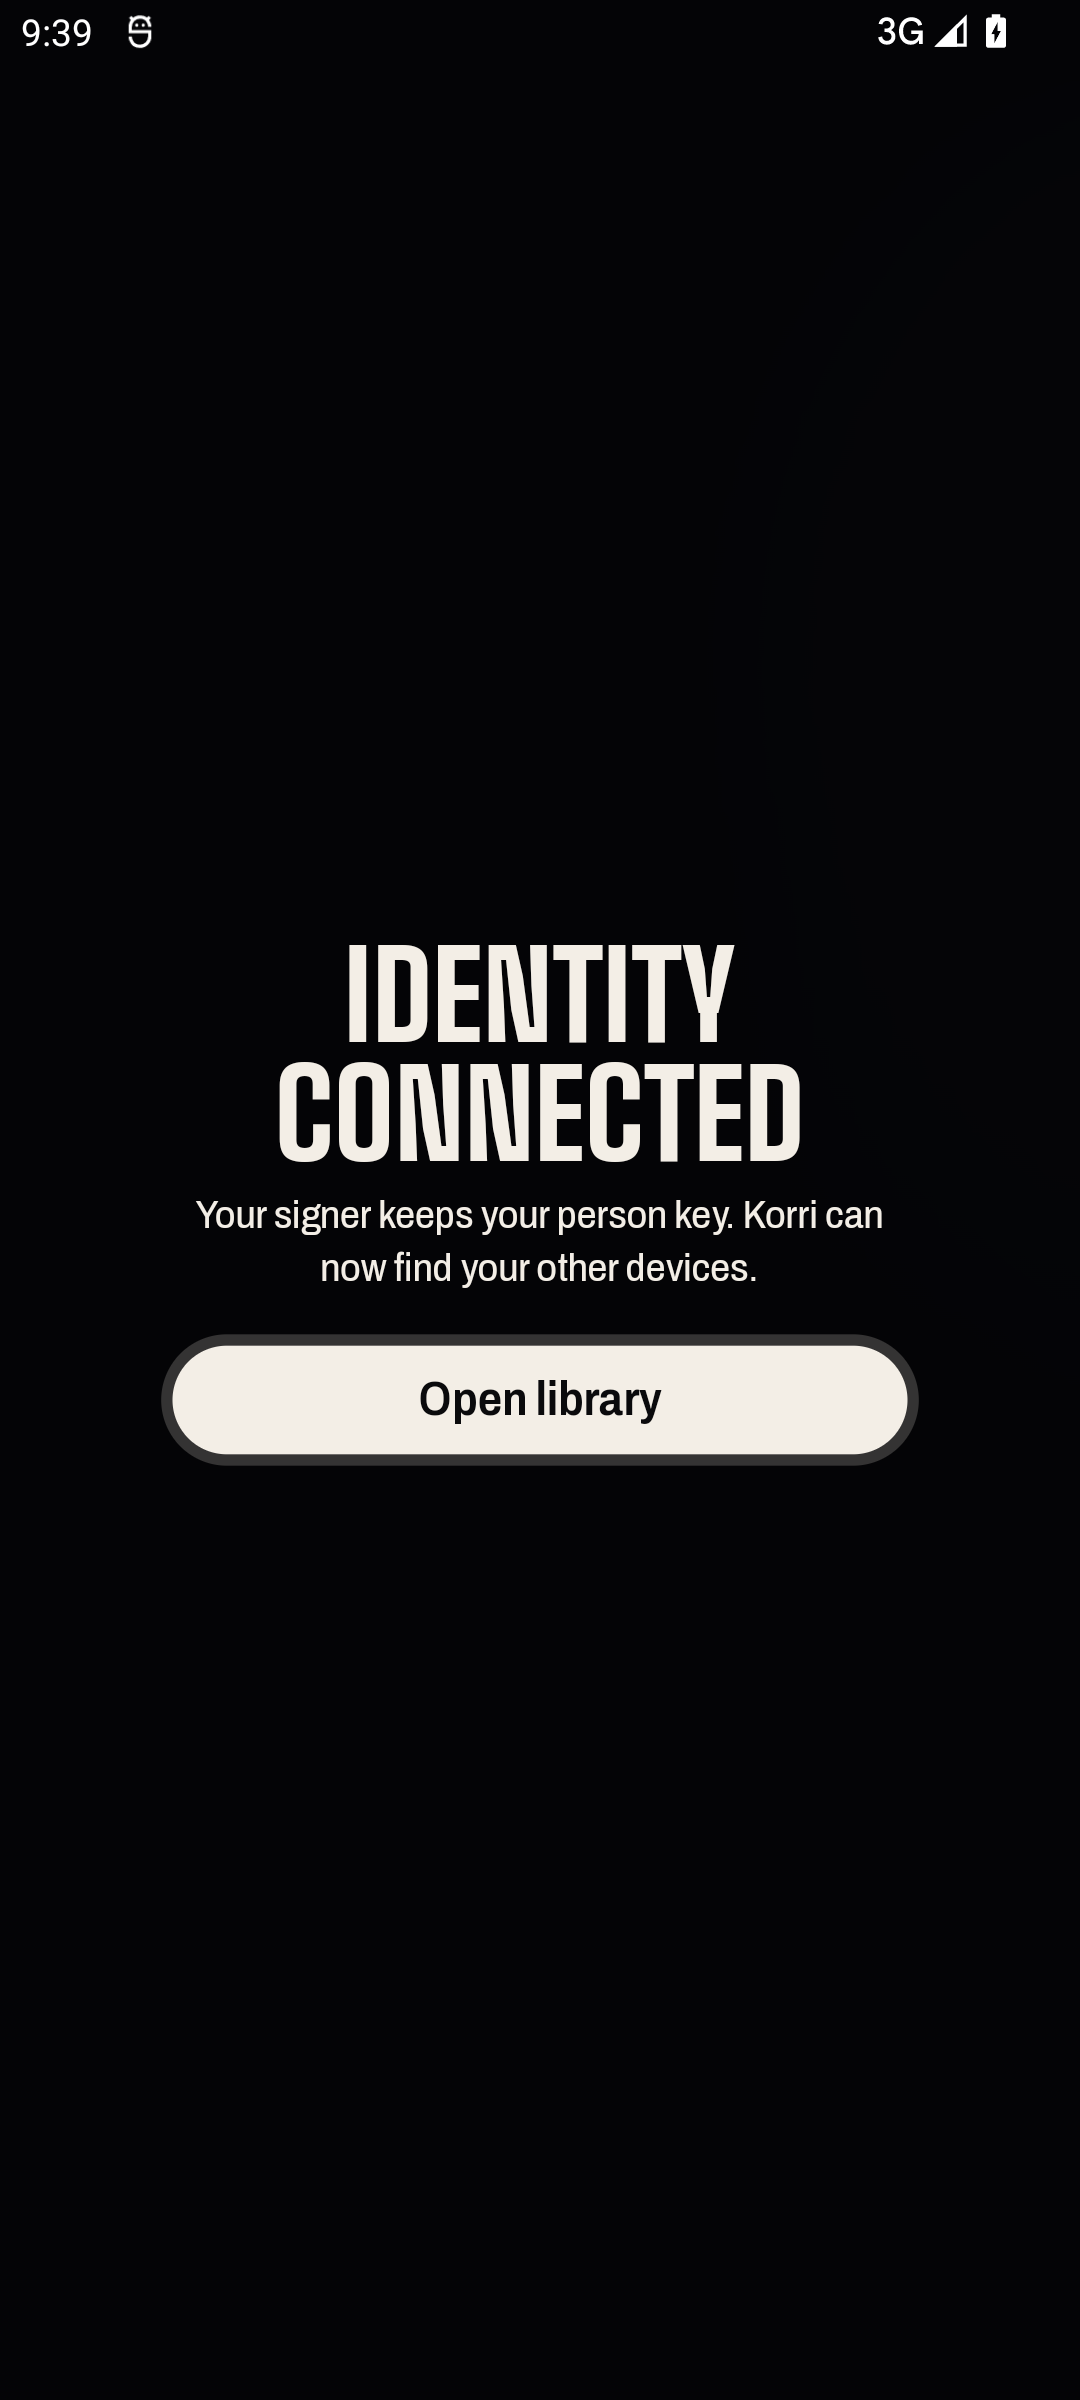 9:39
3G
IDENTITY
CONNECTED
Your signer keeps your person key. Korri can
now find your other devices.
Open library